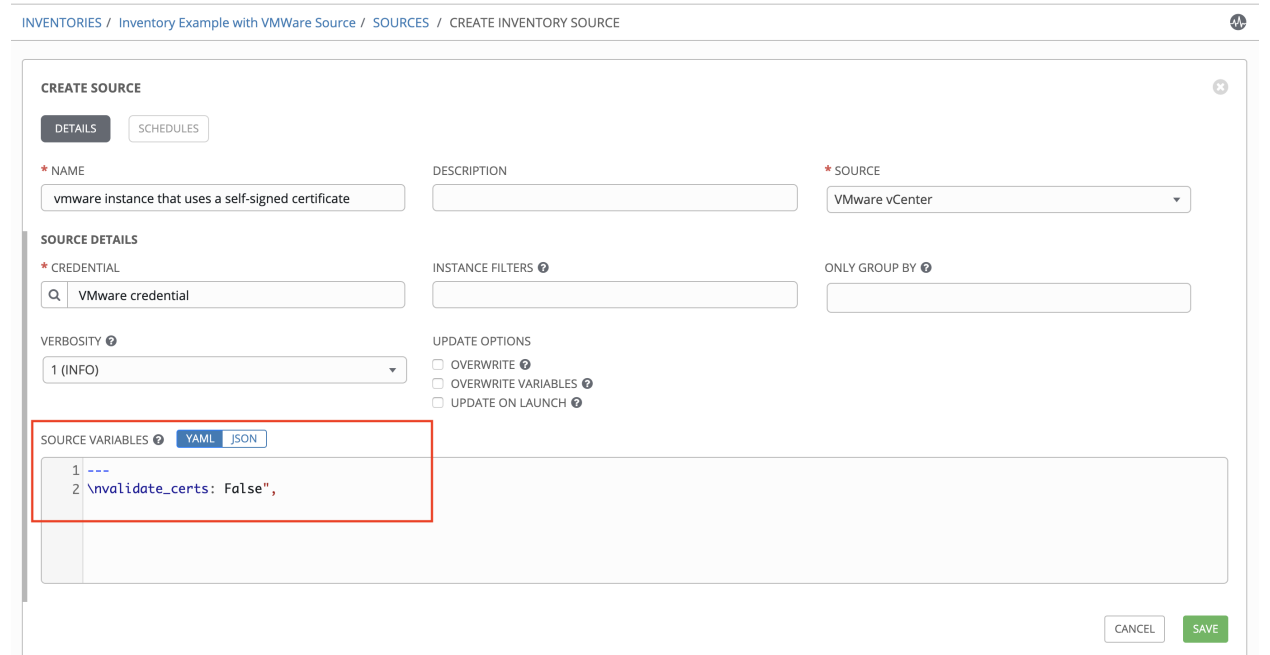 INVENTORIES / Inventory Example with VMWare Source / SOURCES / CREATE INVENTORY SOURCE
CREATE SOURCE
DETAILS SCHEDULES
* NAME DESCRIPTION * SOURCE
vmware instance that uses a self-signed certificate VMware vCenter
SOURCE DETAILS
* CREDENTIAL INSTANCE FILTERS ? ONLY GROUP BY ?
VMware credential
VERBOSITY ? UPDATE OPTIONS
1 (INFO) OVERWRITE ?
OVERWRITE VARIABLES ?
UPDATE ON LAUNCH ?
SOURCE VARIABLES ? YAML JSON
1 ---
2 \nvalidate_certs: False",
CANCEL SAVE